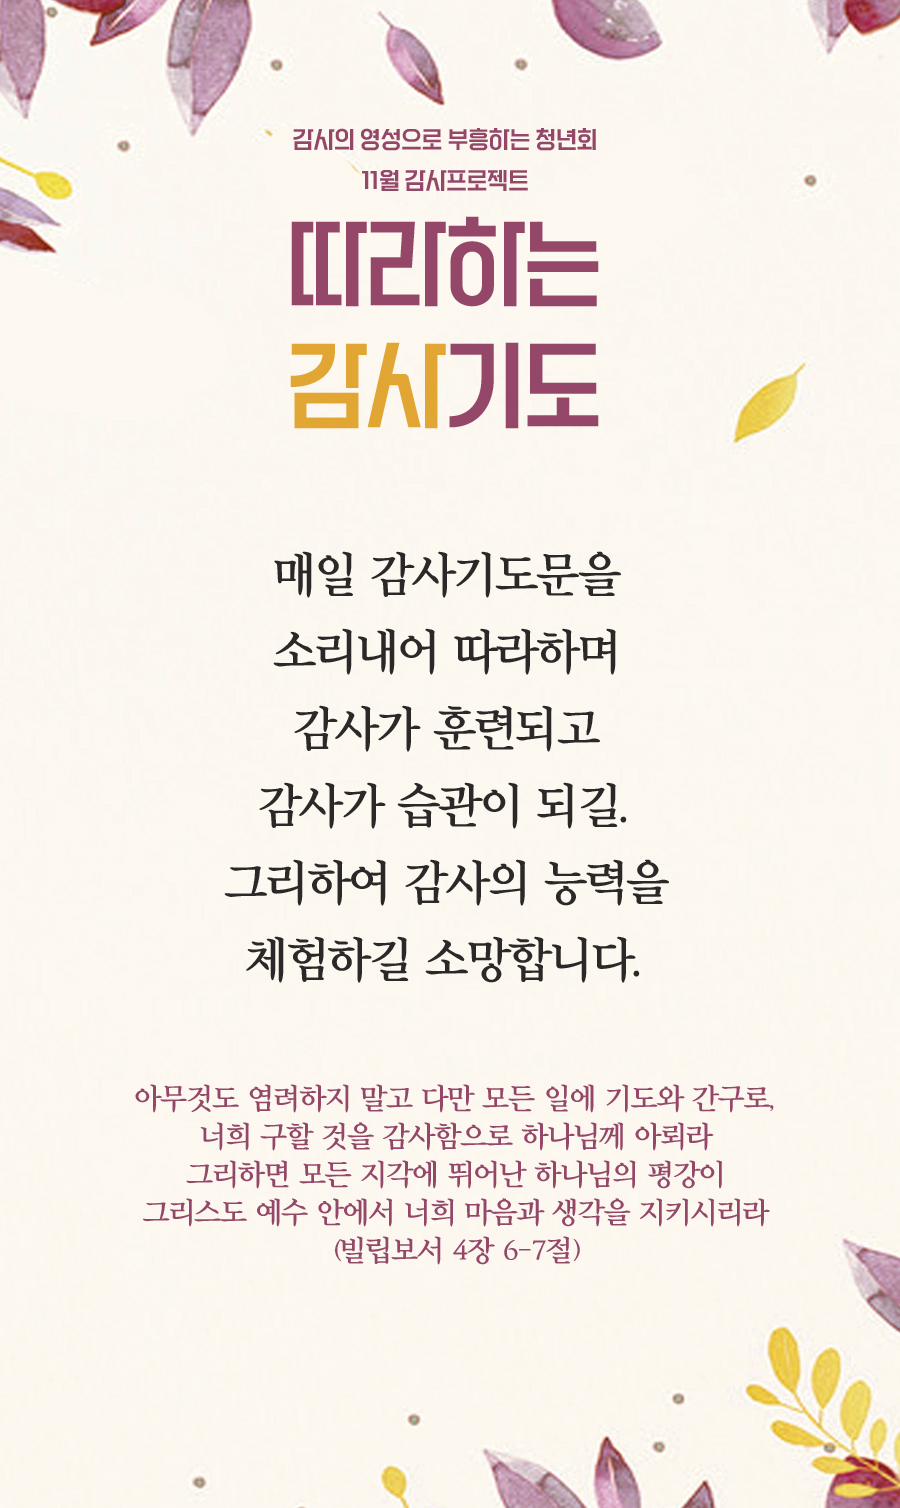 감사의 영성으로 부흥하는 청년회
11월 감사프로젝트
따라하는
감사기도
매일 감사기도문을
소리내어 따라하며
감사가 훈련되고
감사가 습관이 되길.
그리하여 감사의 능력을
체험하길 소망합니다.
아무것도 염려하지 말고 다만 모든 일에 기도와 간구로,
너희 구할 것을 감사함으로 하나님께 아뢰라
그리하면 모든 지각에 뛰어난 하나님의 평강이
그리스도 예수 안에서 너희 마음과 생각을 지키시리라
(빌립보서 4장 6-7절)